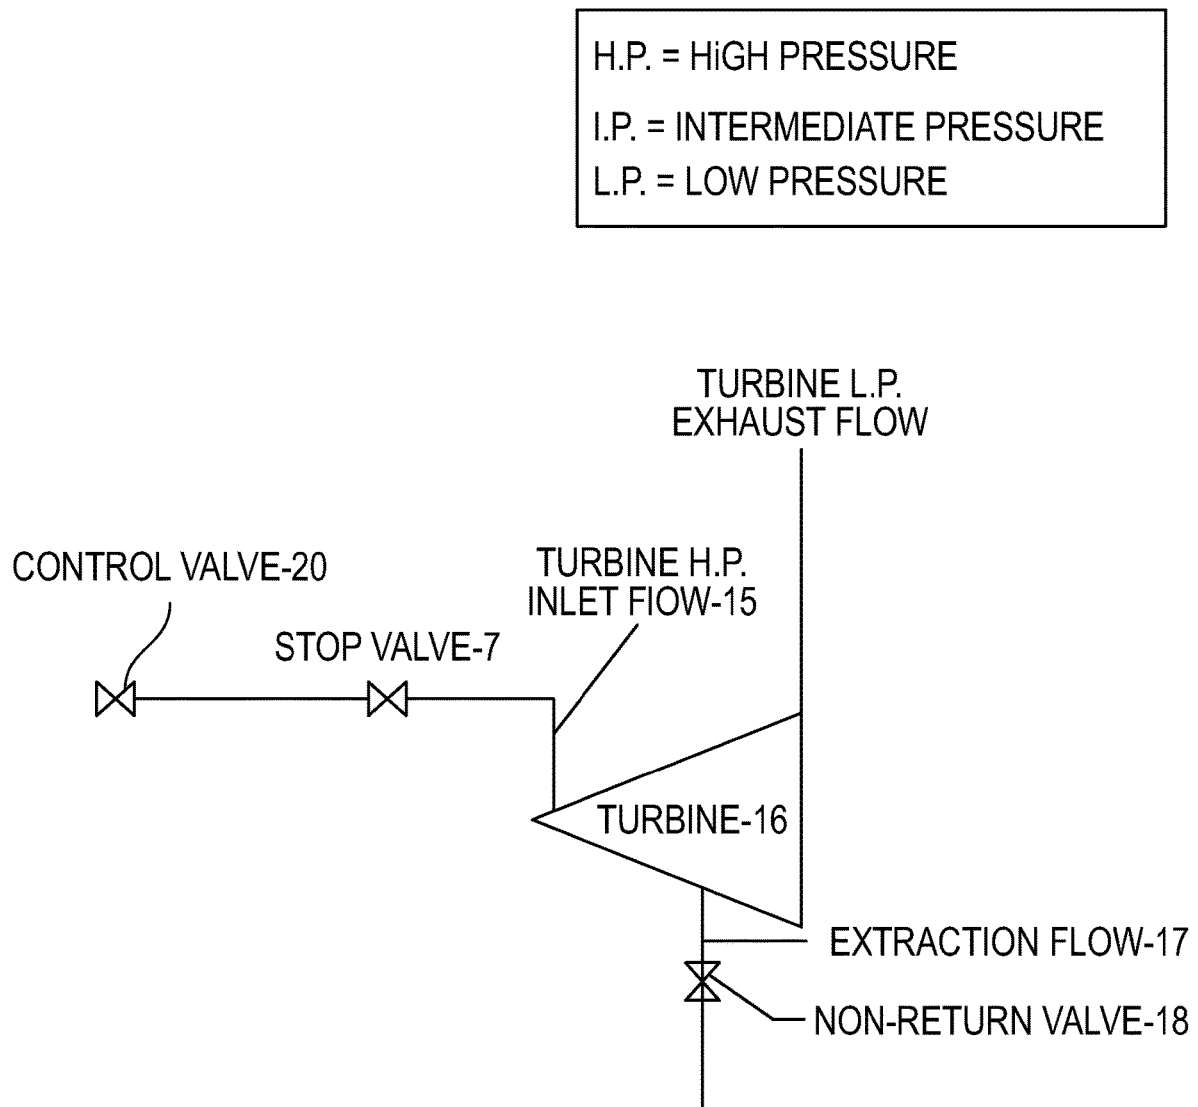 H.P. = HiGH PRESSURE
I.P. = INTERMEDIATE PRESSURE
L.P. = LOW PRESSURE
TURBINE L.P.
EXHAUST FLOW
CONTROL VALVE-20
TURBINE H.P.
INLET FIOW-15
STOP VALVE-7
TURBINE-16
EXTRACTION FLOW-17
NON-RETURN VALVE-18